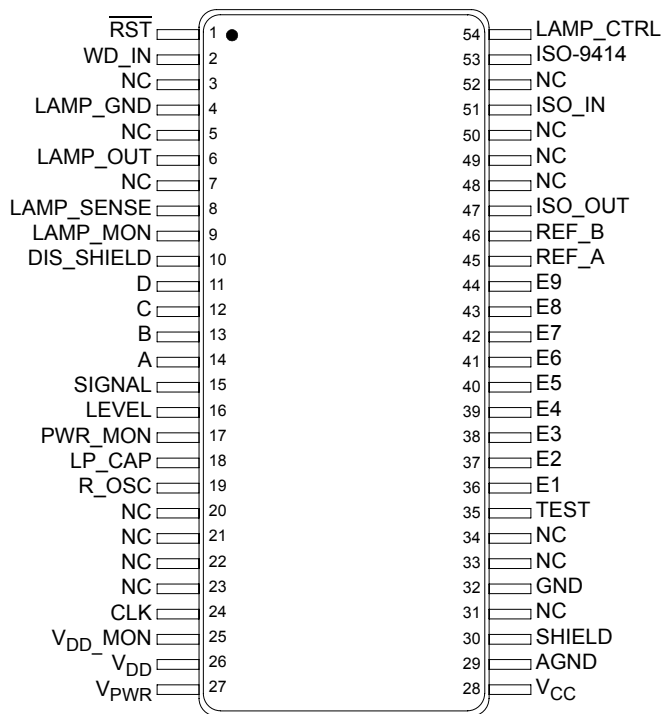 RST 1 54 LAMP_CTRL
WD_IN 2 53 ISO-9414
NC 3 52 NC
LAMP_GND 4 51 ISO_IN
NC 5 50 NC
LAMP_OUT 6 49 NC
NC 7 48 NC
LAMP_SENSE 8 47 ISO_OUT
LAMP_MON 9 46 REF_B
DIS_SHIELD 10 45 REF_A
D 11 44 E9
C 12 43 E8
B 13 42 E7
A 14 41 E6
SIGNAL 15 40 E5
LEVEL 16 39 E4
PWR_MON 17 38 E3
LP_CAP 18 37 E2
R_OSC 19 36 E1
NC 20 35 TEST
NC 21 34 NC
NC 22 33 NC
NC 23 32 GND
CLK 24 31 NC
VDD_MON 25 30 SHIELD
VDD 26 29 AGND
VPWR 27 28 VCC